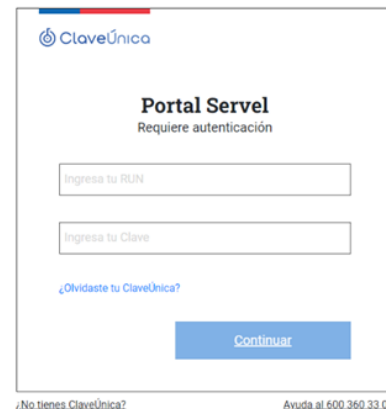 ClaveÚnica
Portal Servel
Requiere autenticación
Ingresa tu RUN
Ingresa tu Clave
¿Olvidaste tu ClaveÚnica?
Continuar
¿No tienes ClaveÚnica? Ayuda al 600 360 33 0